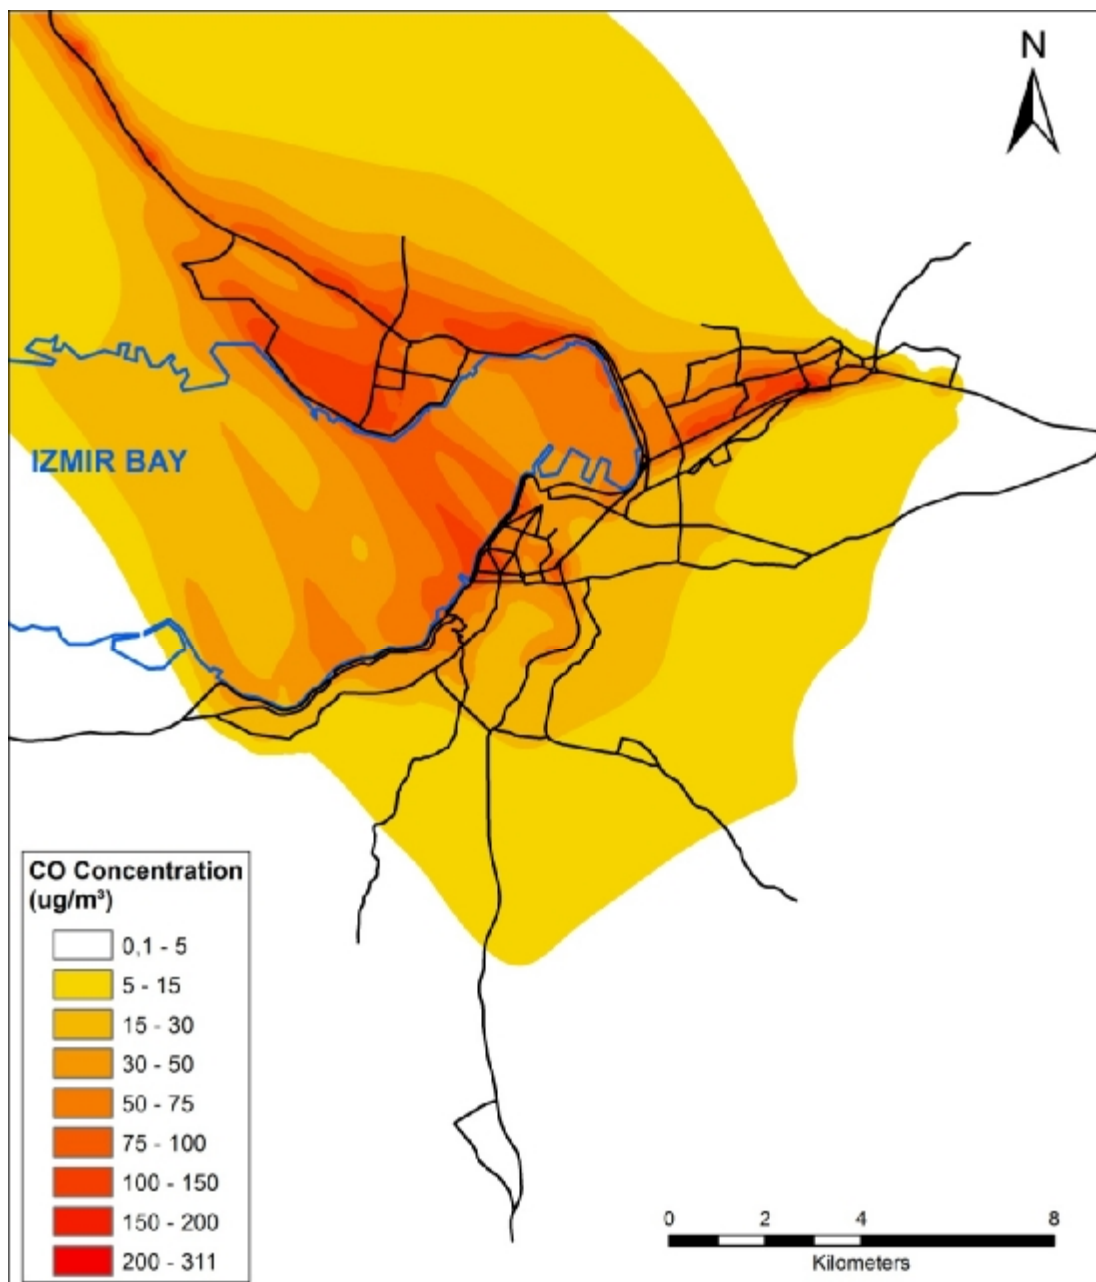 N
IZMIR BAY
CO Concentration
(ug/m³)
0,1 - 5
5 - 15
15 - 30
30 - 50
50 - 75
75 - 100
100 - 150
150 - 200
200 - 311
0 2 4 8
Kilometers